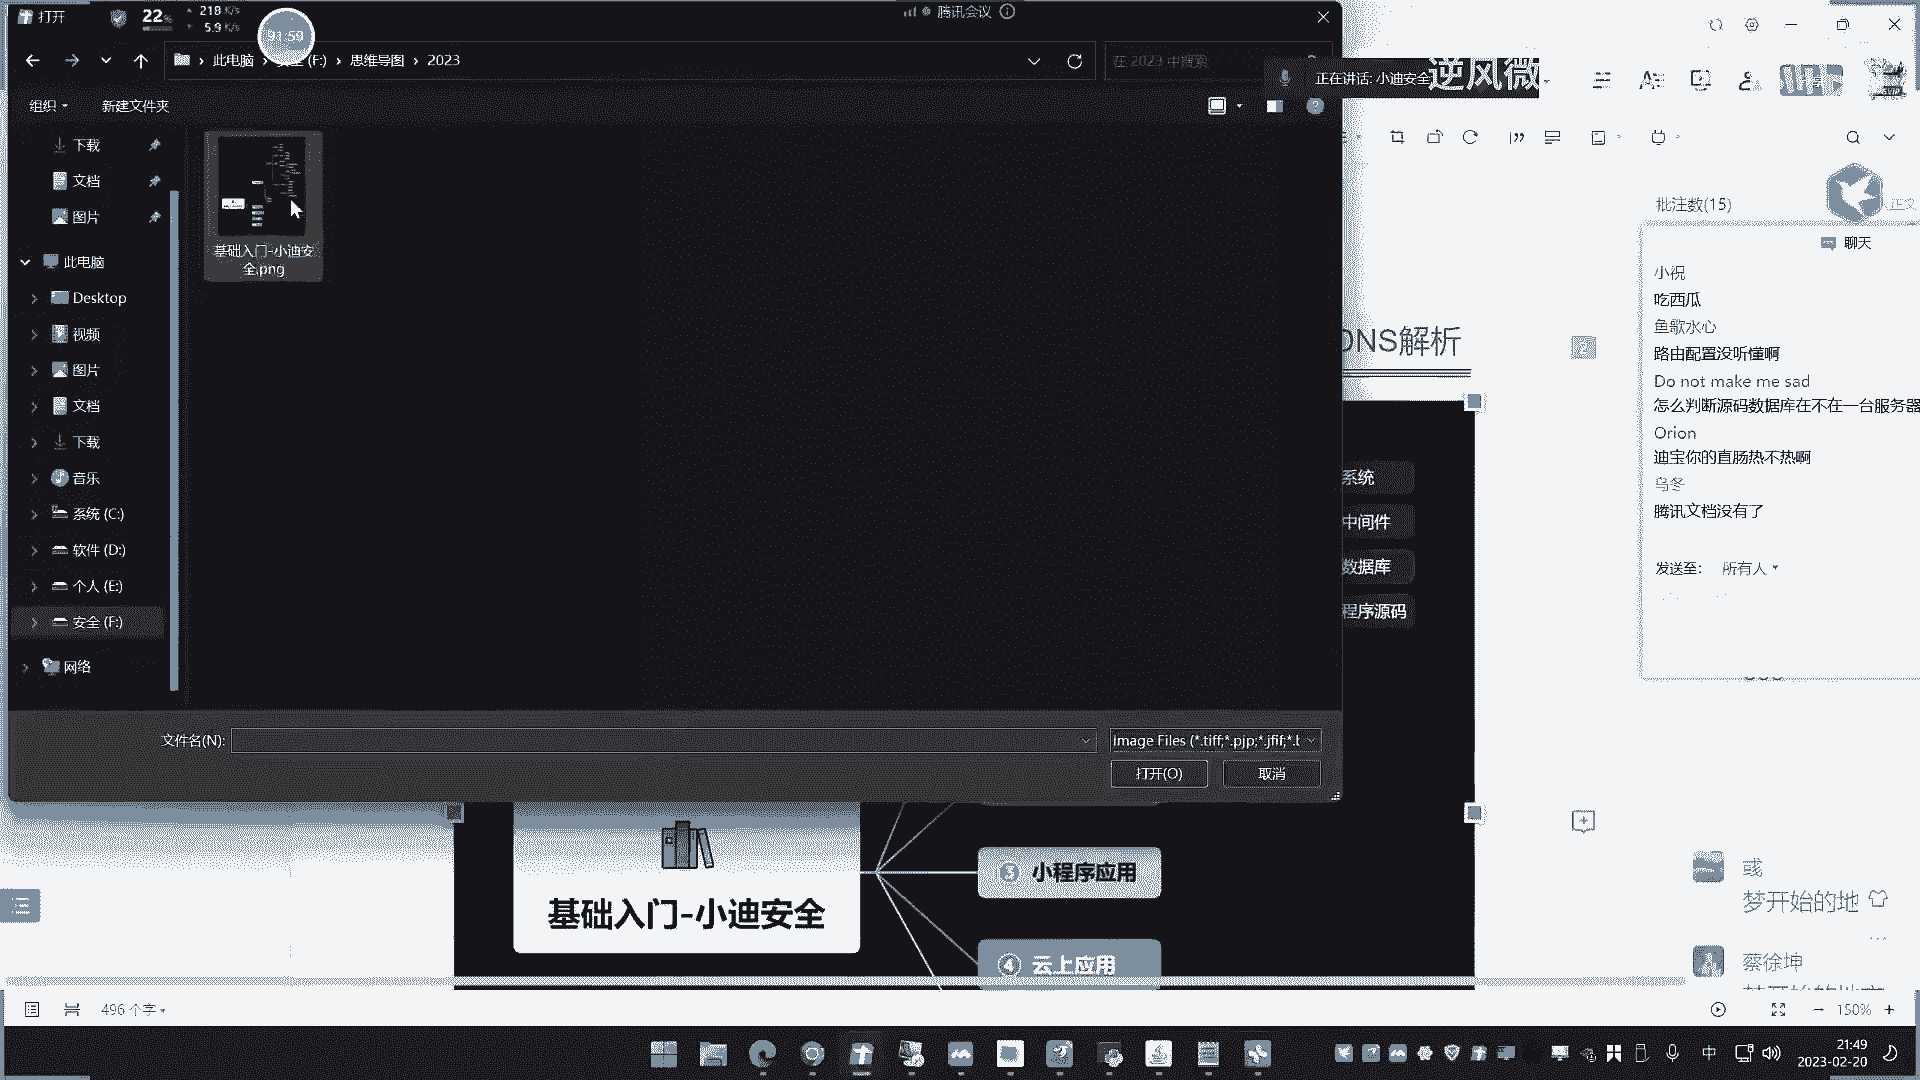 打开
22%
218 K/s
5.9 K/s
腾讯会议
此电脑
(F:)
思维导图
2023
在 2023 中搜索
正在讲话: 小迪安全
逆风微
组织
新建文件夹
下载
文档
图片
此电脑
Desktop
视频
图片
文档
下载
音乐
系统 (C:)
软件 (D:)
个人 (E:)
安全 (F:)
网络
基础入门-小迪安
全.png
文件名(N):
Image Files (*.tiff;*.pjp;*.jfif;*.t
打开(O)
取消
DNS解析
系统
中间件
数据库
程序源码
基础入门-小迪安全
③ 小程序应用
④ 云上应用
批注数(15)
正文
聊天
小祝
吃西瓜
鱼歌水心
路由配置没听懂啊
Do not make me sad
怎么判断源码数据库在不在一台服务器
Orion
迪宝你的直肠热不热啊
乌冬
腾讯文档没有了
发送至:
所有人
彧
梦开始的地
蔡徐坤
496 个字
150%
中
21:49
2023-02-20